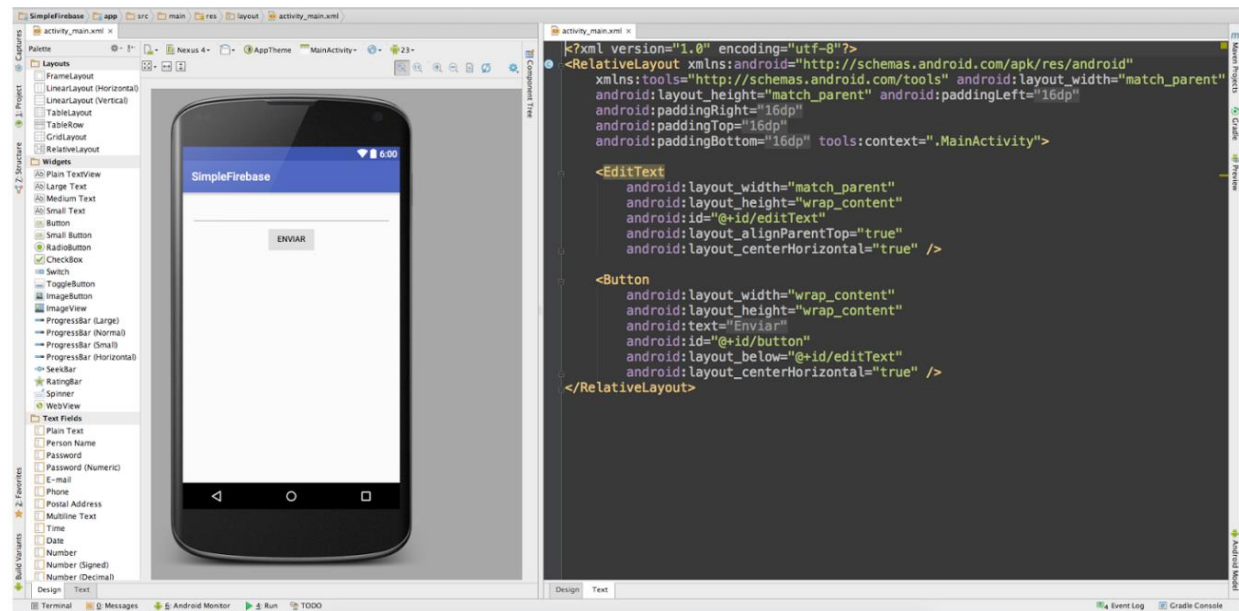 SimpleFirebase app src main res layout activity_main.xml
activity_main.xml ×
Palette
Nexus 4 AppTheme MainActivity 23
Layouts
FrameLayout
LinearLayout (Horizontal)
LinearLayout (Vertical)
TableLayout
TableRow
GridLayout
RelativeLayout
Widgets
Plain TextView
Large Text
Medium Text
Small Text
Button
Small Button
RadioButton
CheckBox
Switch
ToggleButton
ImageButton
ImageView
ProgressBar (Large)
ProgressBar (Normal)
ProgressBar (Small)
ProgressBar (Horizontal)
SeekBar
RatingBar
Spinner
WebView
Text Fields
Plain Text
Person Name
Password
Password (Numeric)
E-mail
Phone
Postal Address
Multiline Text
Time
Date
Number
Number (Signed)
Number (Decimal)
Design Text
Captures
1: Project
Z: Structure
2: Favorites
Build Variants
6:00
SimpleFirebase
ENVIAR
Component Tree
activity_main.xml ×
<?xml version="1.0" encoding="utf-8"?>
<RelativeLayout xmlns:android="http://schemas.android.com/apk/res/android"
xmlns:tools="http://schemas.android.com/tools" android:layout_width="match_parent"
android:layout_height="match_parent" android:paddingLeft="16dp"
android:paddingRight="16dp"
android:paddingTop="16dp"
android:paddingBottom="16dp" tools:context=".MainActivity">
<EditText
android:layout_width="match_parent"
android:layout_height="wrap_content"
android:id="@+id/editText"
android:layout_alignParentTop="true"
android:layout_centerHorizontal="true" />
<Button
android:layout_width="wrap_content"
android:layout_height="wrap_content"
android:text="Enviar"
android:id="@+id/button"
android:layout_below="@+id/editText"
android:layout_centerHorizontal="true" />
</RelativeLayout>
Design Text
Maven Projects
Gradle
Preview
Android Model
Terminal 0: Messages 6: Android Monitor 4: Run TODO
4 Event Log Gradle Console